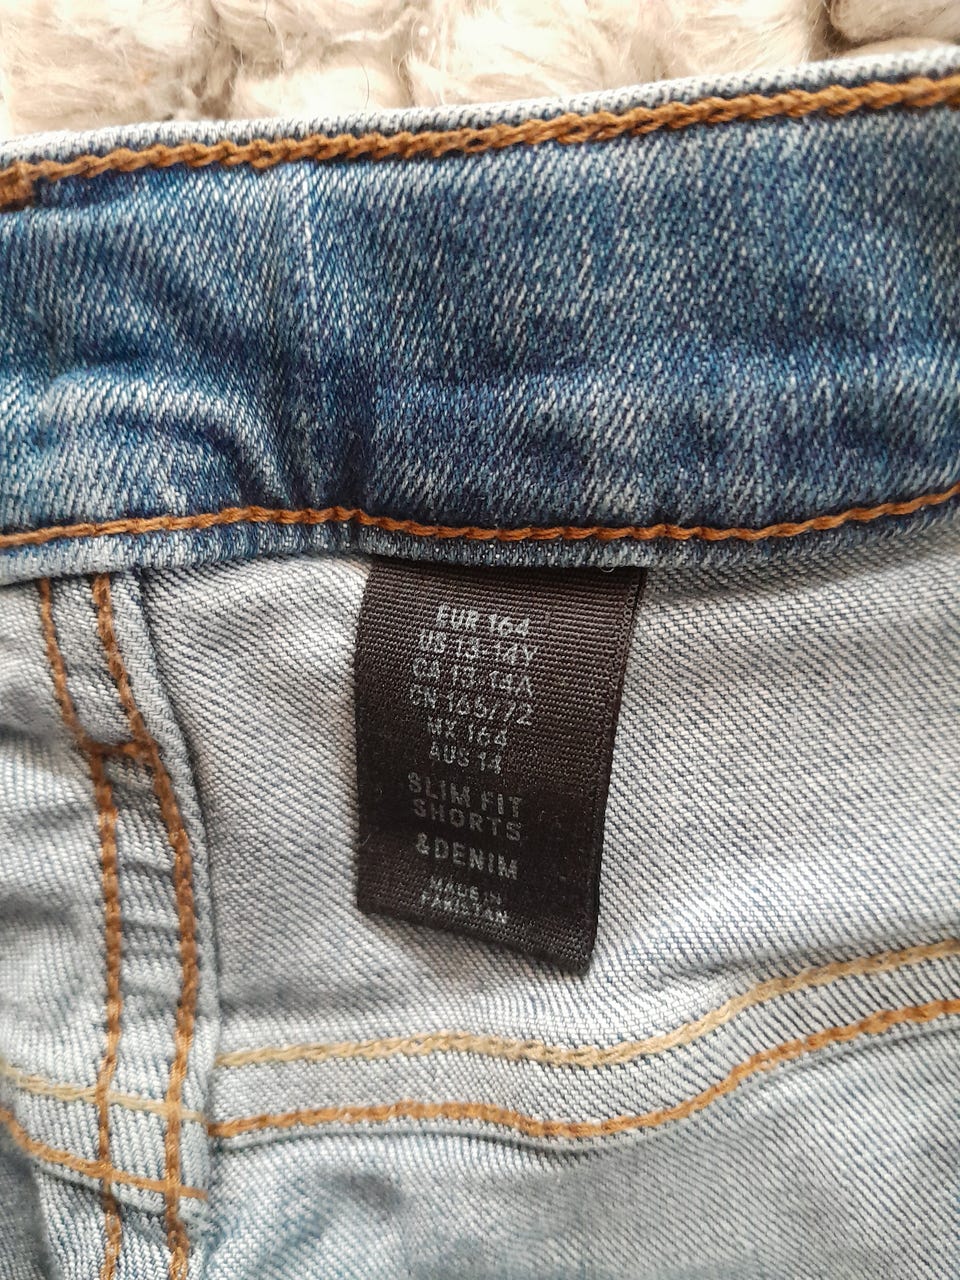 EUR 164
US 13-14Y
CA 13-14X
CN 165/72
MX 164
AUS 14
SLIM FIT
SHORTS
&DENIM
MADE IN
PAKISTAN